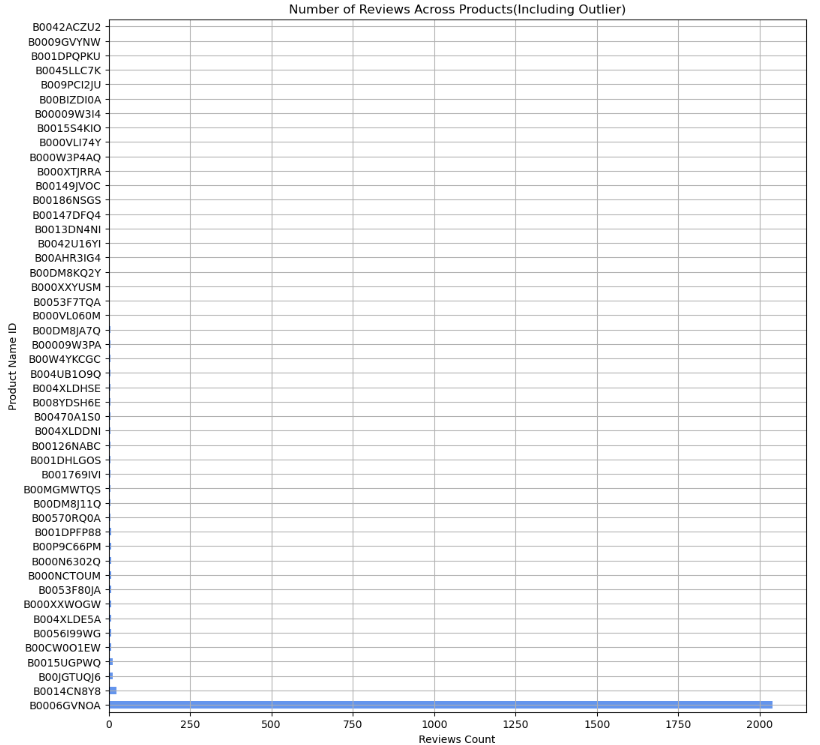 Number of Reviews Across Products(Including Outlier)
B0042ACZU2
B0009GVYNW
B001DPQPKU
B0045LLC7K
B009PCI2JU
B00BIZDI0A
B00009W3I4
B0015S4KIO
B000VLI74Y
B000W3P4AQ
B000XTJRRA
B00149JVOC
B00186NSGS
B00147DFQ4
B0013DN4NI
B0042U16YI
B00AHR3IG4
B00DM8KQ2Y
B000XXYUSM
B0053F7TQA
B000VL060M
B00DM8JA7Q
B00009W3PA
B00W4YKCGC
B004UB1O9Q
B004XLDHSE
B008YDSH6E
B00470A1S0
B004XLDDNI
B00126NABC
B001DHLGOS
B001769IVI
B00MGMWTQS
B00DM8J11Q
B00570RQ0A
B001DPFP88
B00P9C66PM
B000N6302Q
B000NCTOUM
B0053F80JA
B000XXWOGW
B004XLDE5A
B0056I99WG
B00CW0O1EW
B0015UGPWQ
B00JGTUQJ6
B0014CN8Y8
B0006GVNOA
Product Name ID
0 250 500 750 1000 1250 1500 1750 2000
Reviews Count